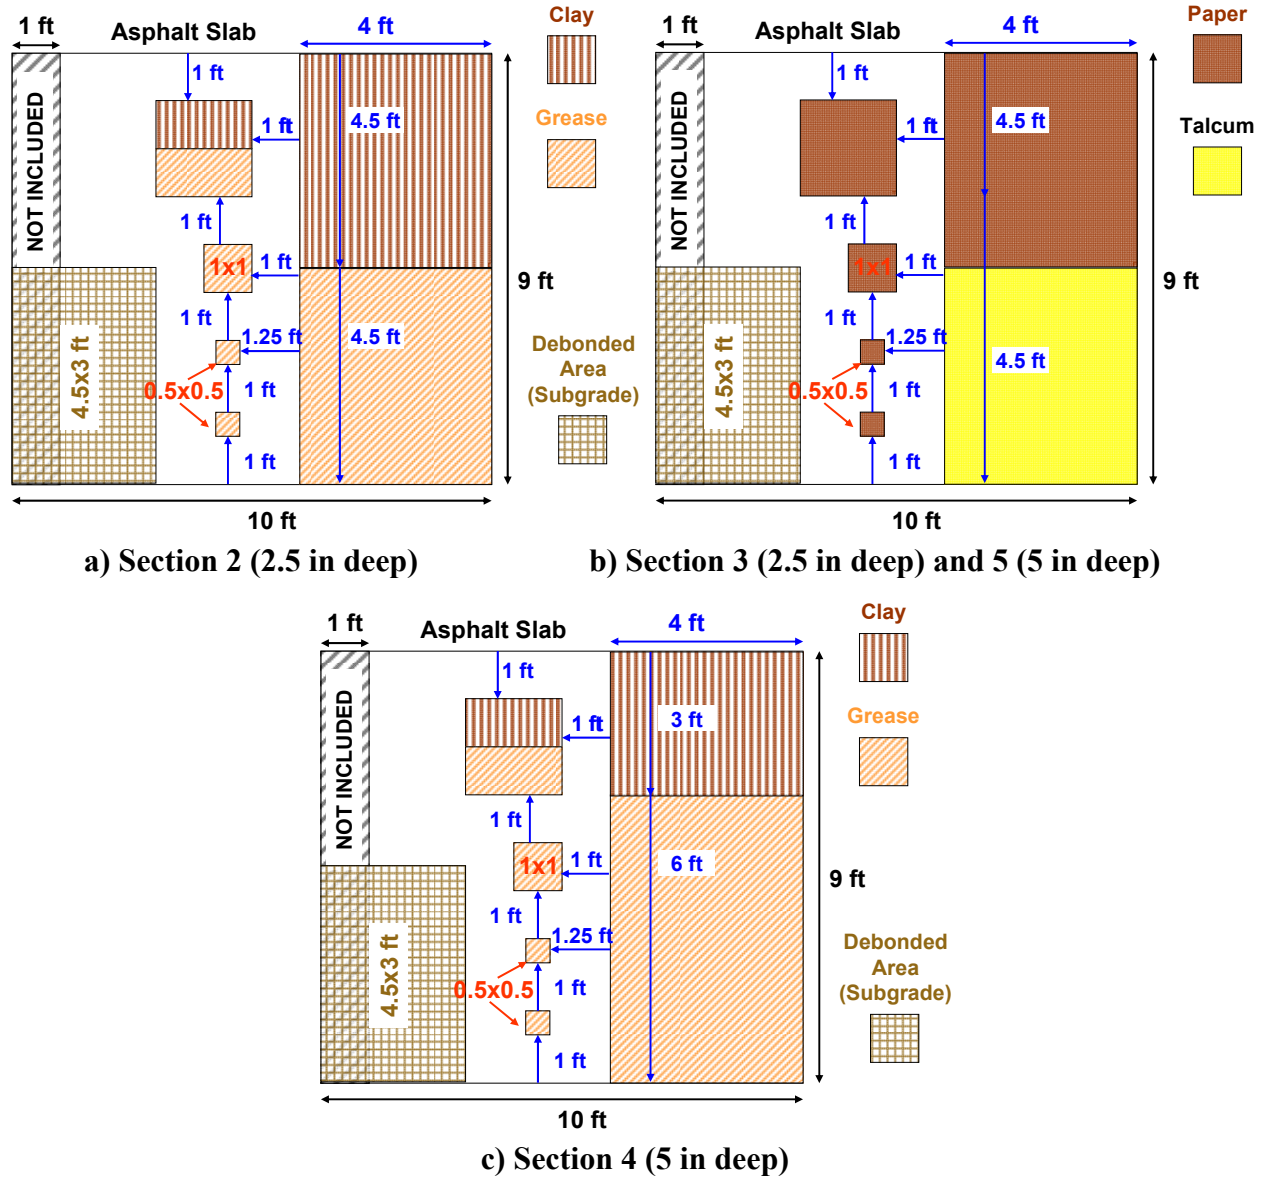 1 ft
Asphalt Slab
4 ft
Clay
1 ft
4.5 ft
1 ft
Grease
NOT INCLUDED
1 ft
1x1
1 ft
9 ft
1 ft
1.25 ft
4.5 ft
4.5x3 ft
0.5x0.5
1 ft
1 ft
Debonded
Area
(Subgrade)
10 ft
a) Section 2 (2.5 in deep)
1 ft
Asphalt Slab
4 ft
Paper
1 ft
4.5 ft
1 ft
Talcum
NOT INCLUDED
1 ft
1x1
1 ft
9 ft
1 ft
1.25 ft
4.5 ft
4.5x3 ft
0.5x0.5
1 ft
1 ft
10 ft
b) Section 3 (2.5 in deep) and 5 (5 in deep)
1 ft
Asphalt Slab
4 ft
Clay
1 ft
3 ft
1 ft
Grease
NOT INCLUDED
1 ft
1x1
1 ft
6 ft
9 ft
1 ft
1.25 ft
4.5x3 ft
0.5x0.5
1 ft
1 ft
Debonded
Area
(Subgrade)
10 ft
c) Section 4 (5 in deep)